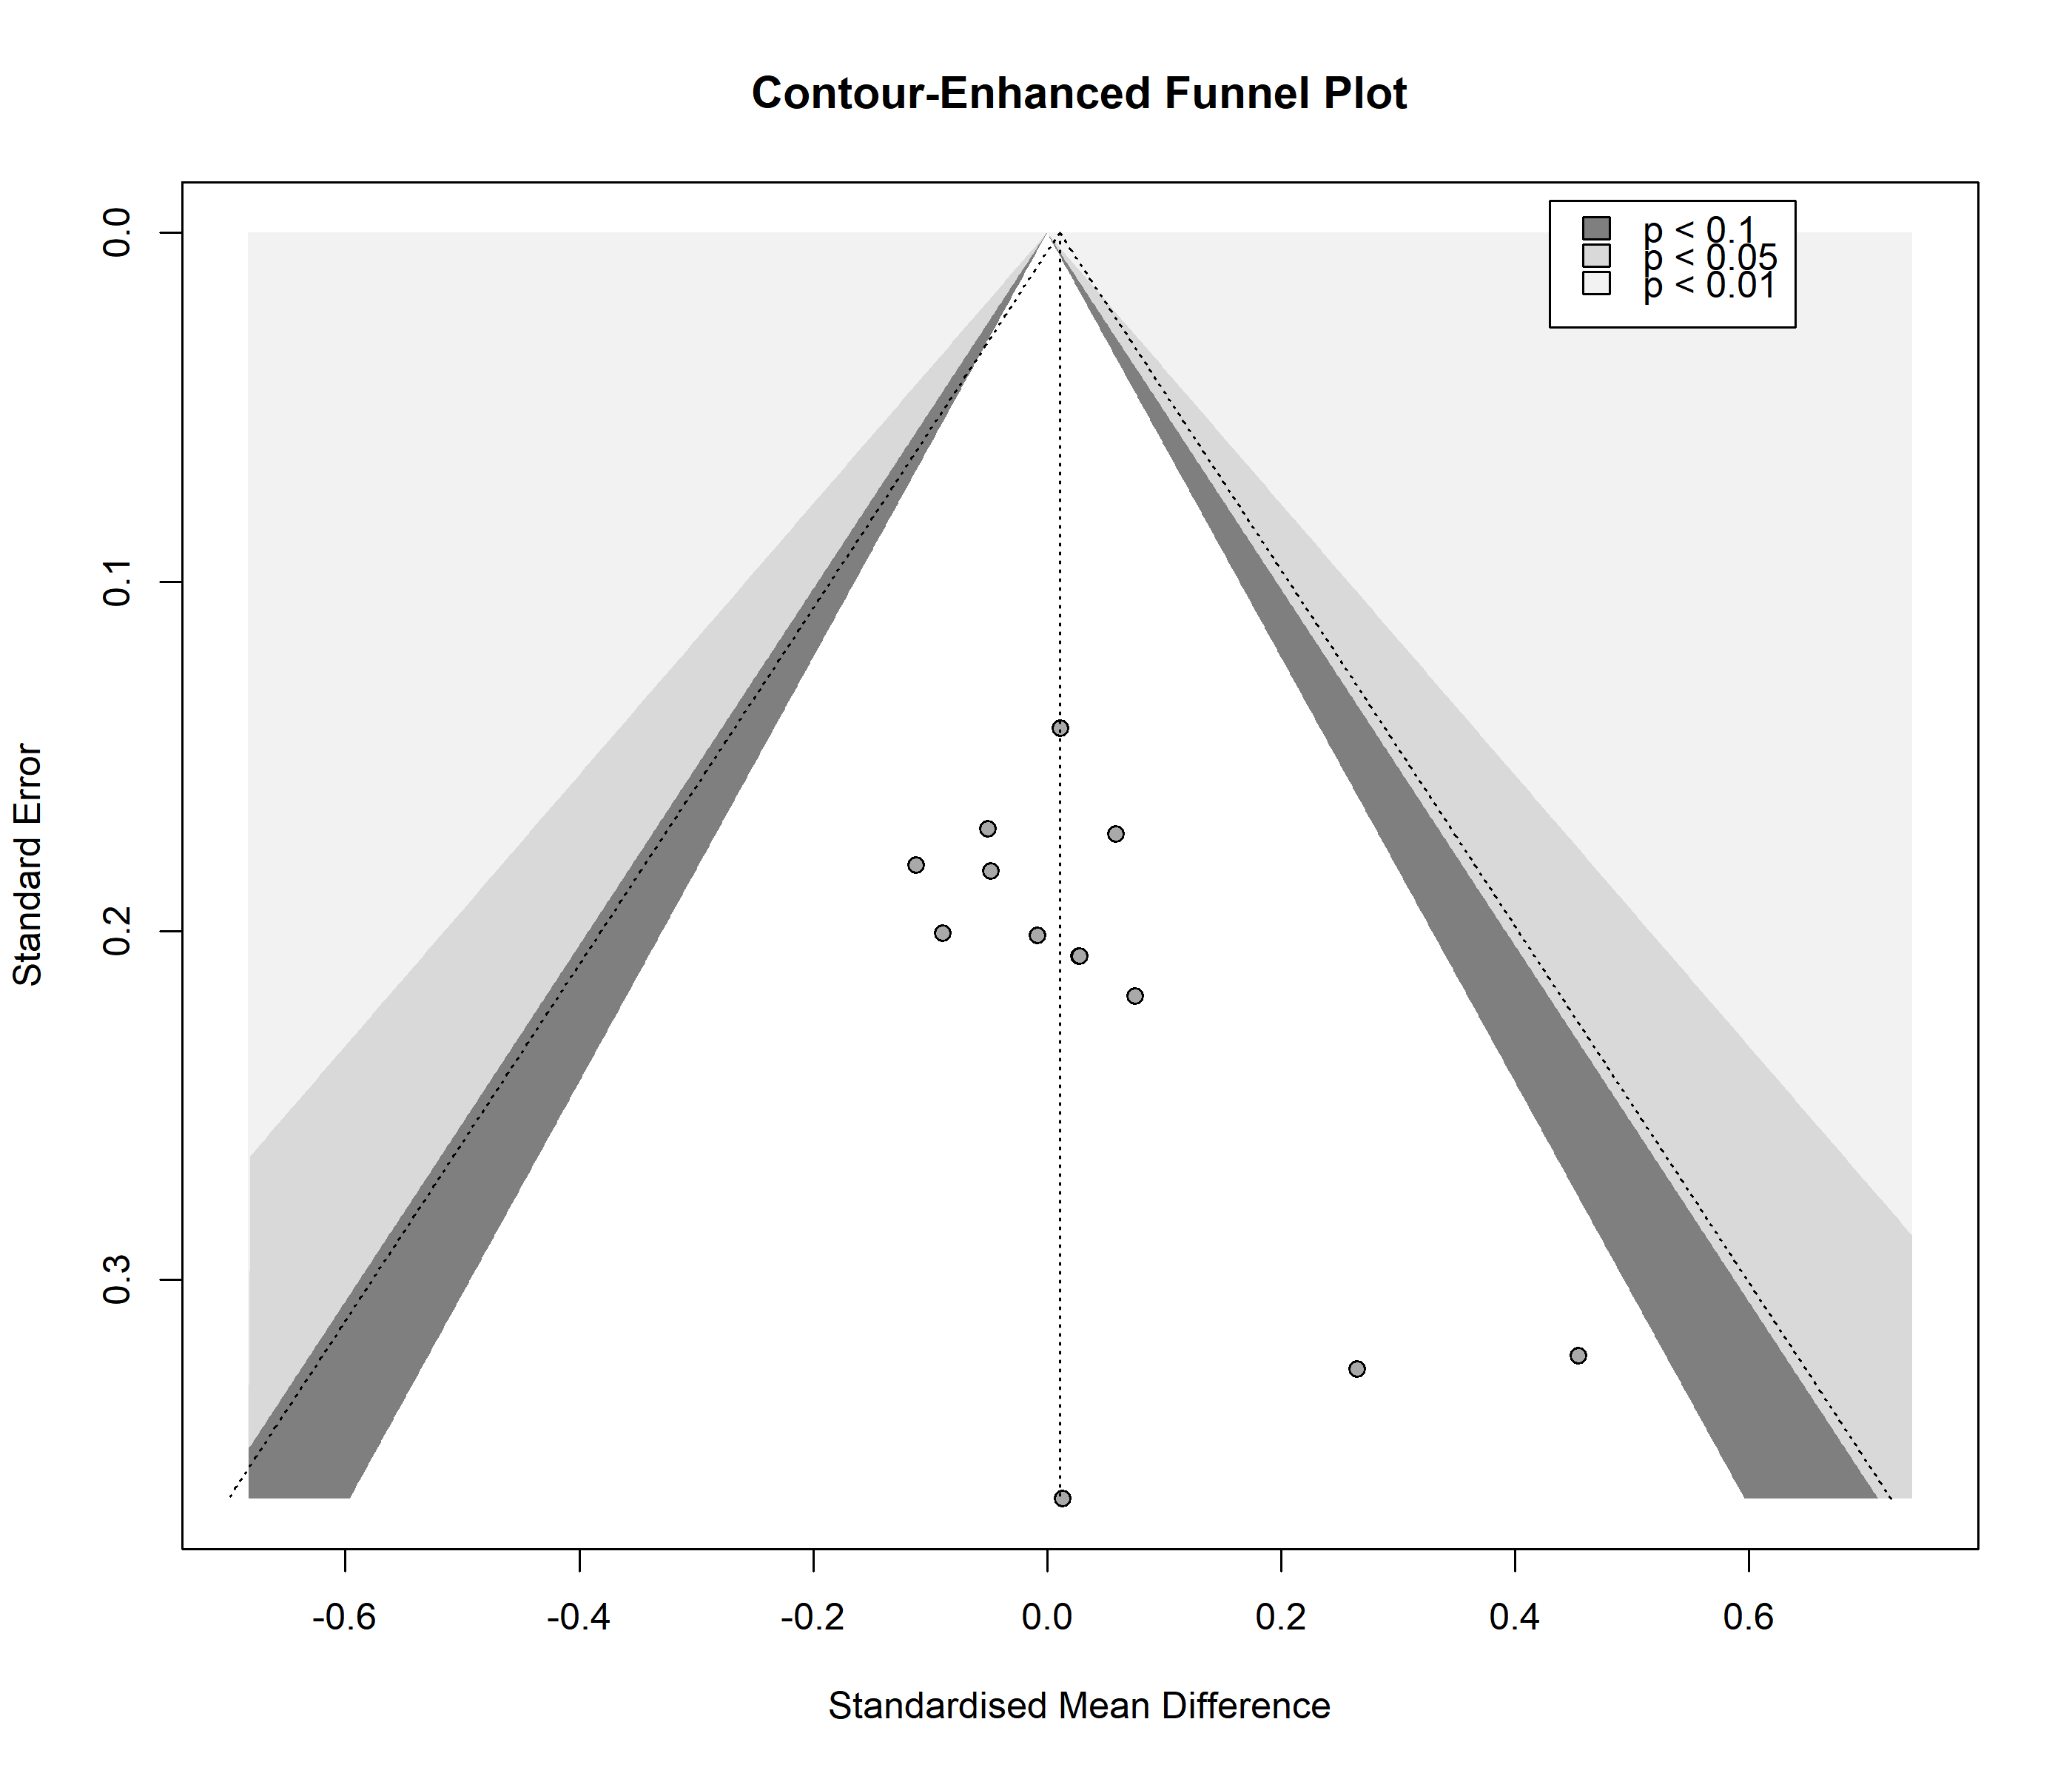 Contour-Enhanced Funnel Plot
p < 0.1
p < 0.05
p < 0.01
0.0
0.1
0.2
0.3
Standard Error
-0.6 -0.4 -0.2 0.0 0.2 0.4 0.6
Standardised Mean Difference